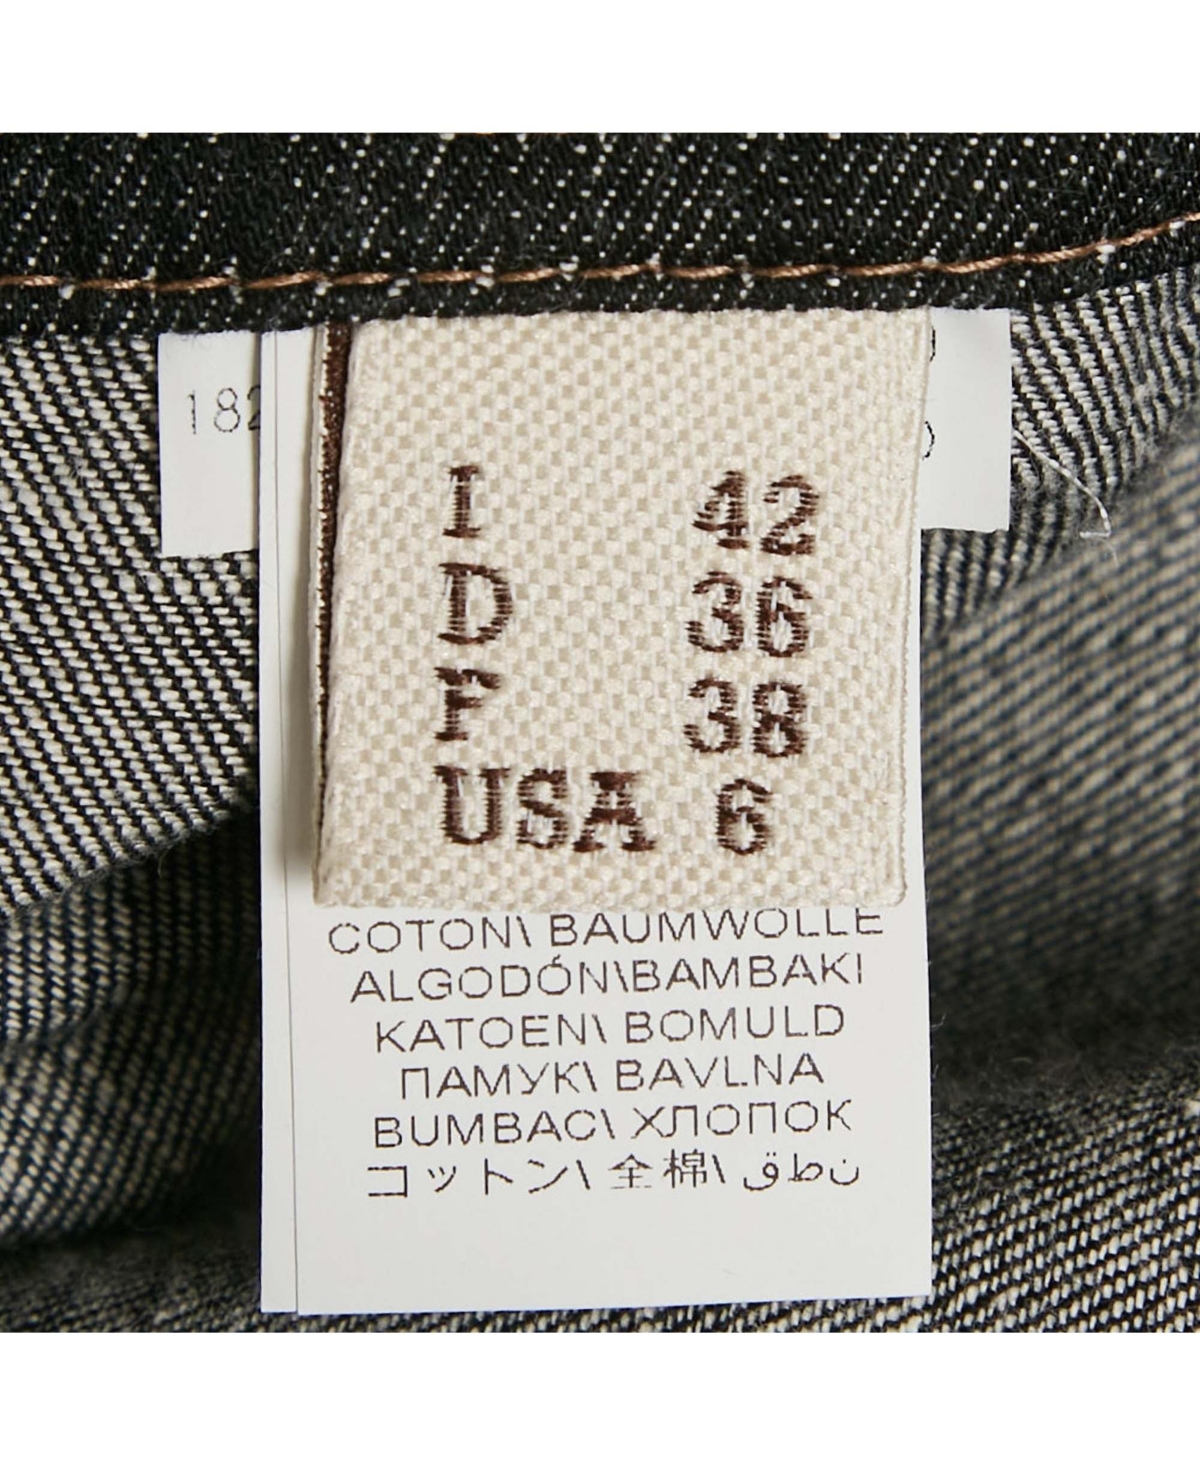 182
I 42
D 36
F 38
USA 6
COTON\ BAUMWOLLE
ALGODÓN\BAMBAKI
KATOEN\ BOMULD
ПАМУК\ BAVLNA
BUMBAC\ ХЛОПОК
コットン\ 全棉\ قطن